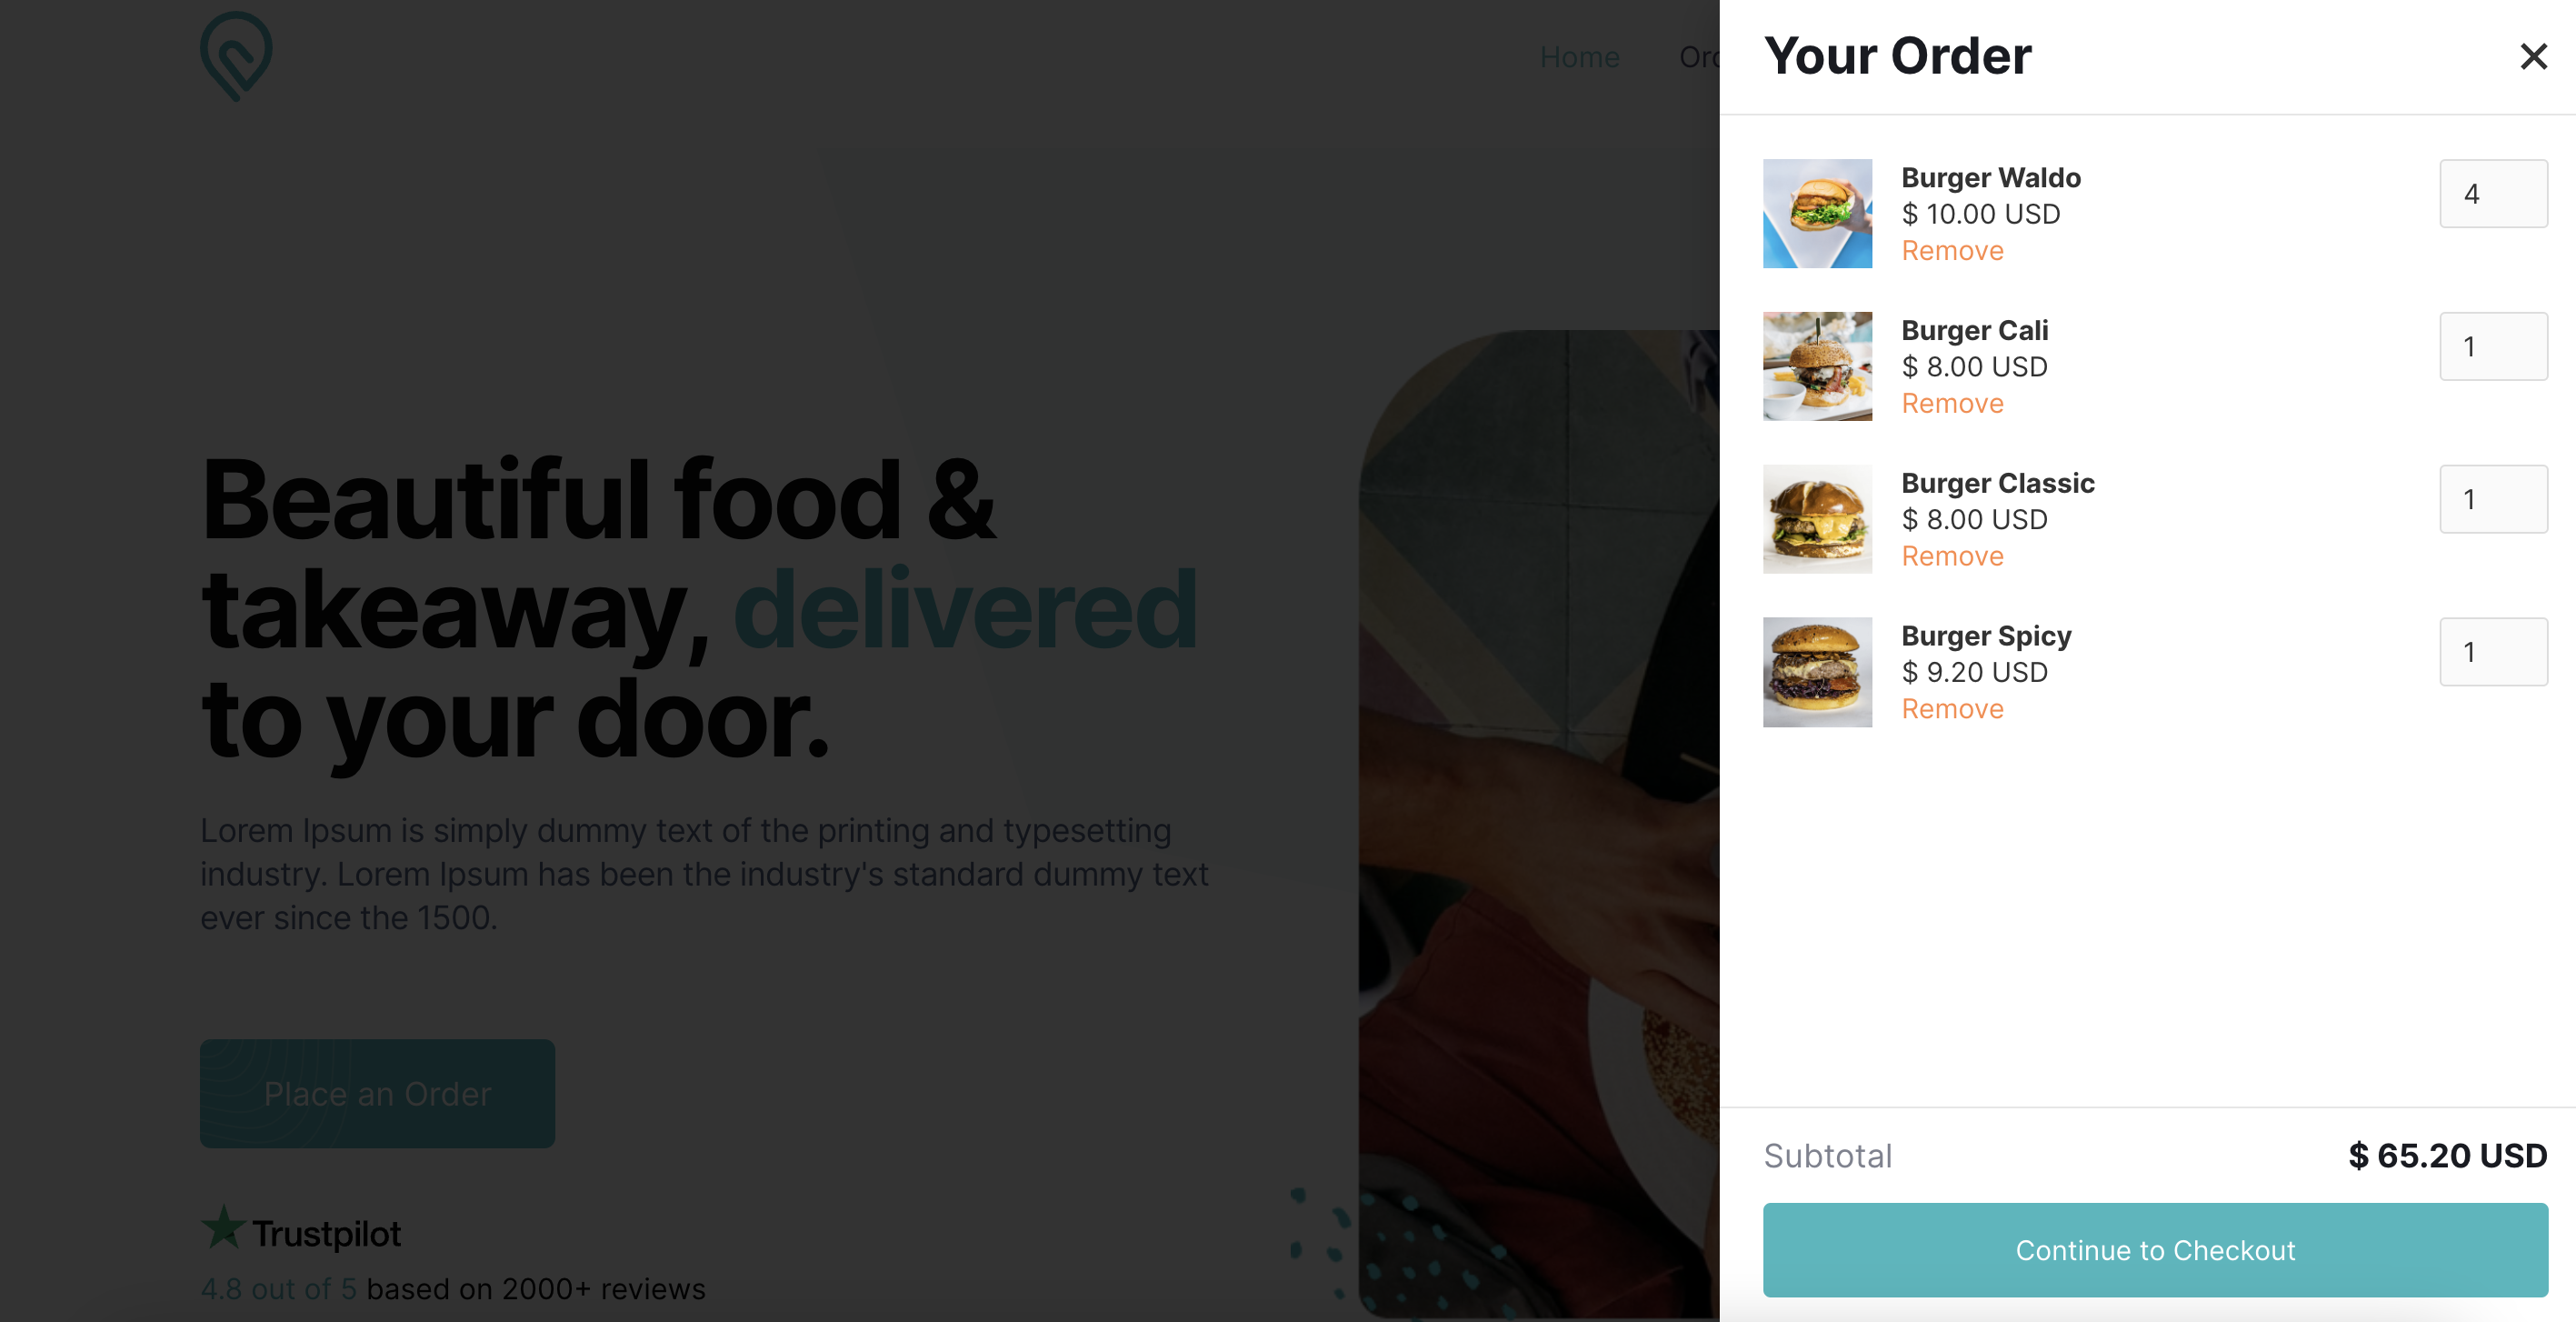 Home
Your Order
Burger Waldo
$ 10.00 USD
Remove
4
Burger Cali
$ 8.00 USD
Remove
1
Burger Classic
$ 8.00 USD
Remove
1
Burger Spicy
$ 9.20 USD
Remove
1
Subtotal
$ 65.20 USD
Continue to Checkout
Beautiful food &
takeaway, delivered
to your door.
Lorem Ipsum is simply dummy text of the printing and typesetting
industry. Lorem Ipsum has been the industry's standard dummy text
ever since the 1500.
Place an Order
Trustpilot
4.8 out of 5 based on 2000+ reviews